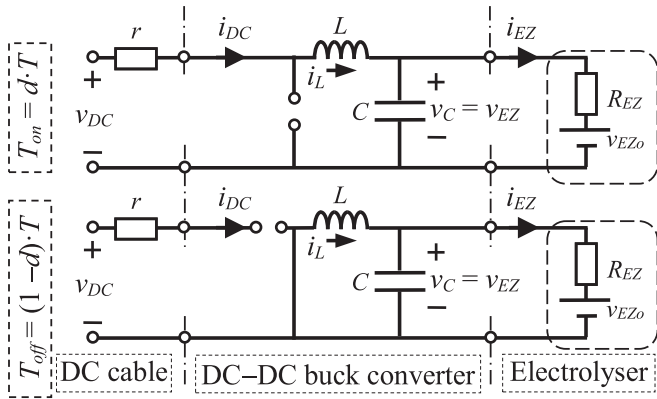 T_on = d·T
r
i_DC
L
i_EZ
+
v_DC
–
i_L
C
+
v_C = v_EZ
–
R_EZ
v_EZo
T_off = (1 –d)·T
r
i_DC
L
i_EZ
+
v_DC
–
i_L
C
+
v_C = v_EZ
–
R_EZ
v_EZo
DC cable
DC–DC buck converter
Electrolyser